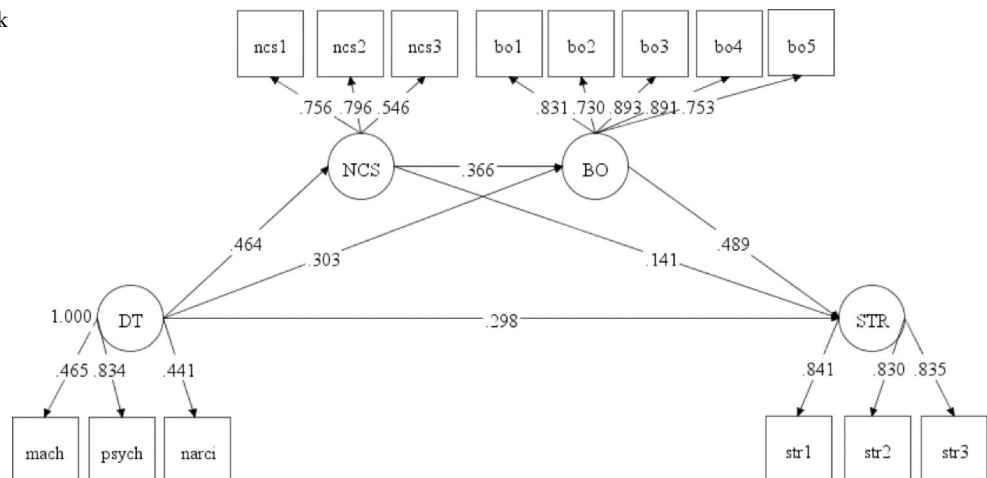 k
ncs1 ncs2 ncs3 bo1 bo2 bo3 bo4 bo5
.756 .796 .546 .831 .730 .893 .891 .753
NCS .366 BO
.464 .303 .141 .489
1.000 DT .298 STR
.465 .834 .441 .841 .830 .835
mach psych narci str1 str2 str3